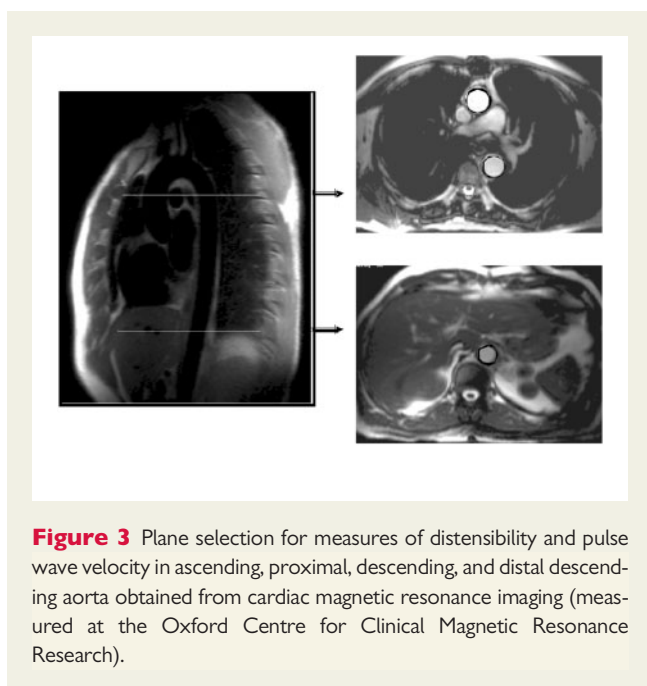 Figure 3 Plane selection for measures of distensibility and pulse
wave velocity in ascending, proximal, descending, and distal descend-
ing aorta obtained from cardiac magnetic resonance imaging (meas-
ured at the Oxford Centre for Clinical Magnetic Resonance
Research).